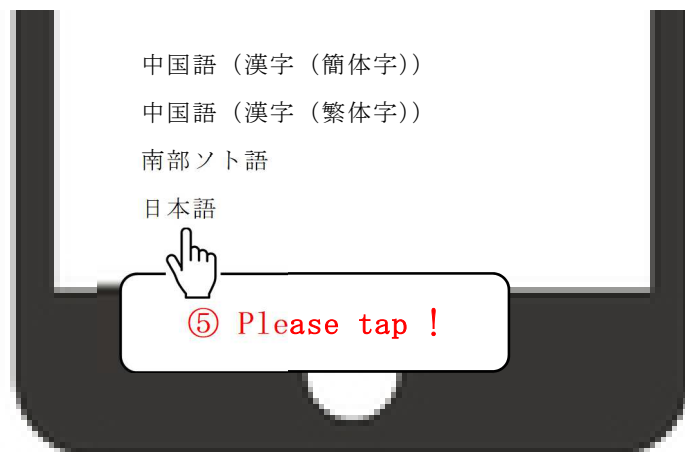 中国語（漢字（簡体字））
中国語（漢字（繁体字））
南部ソト語
日本語
⑤ Please tap！